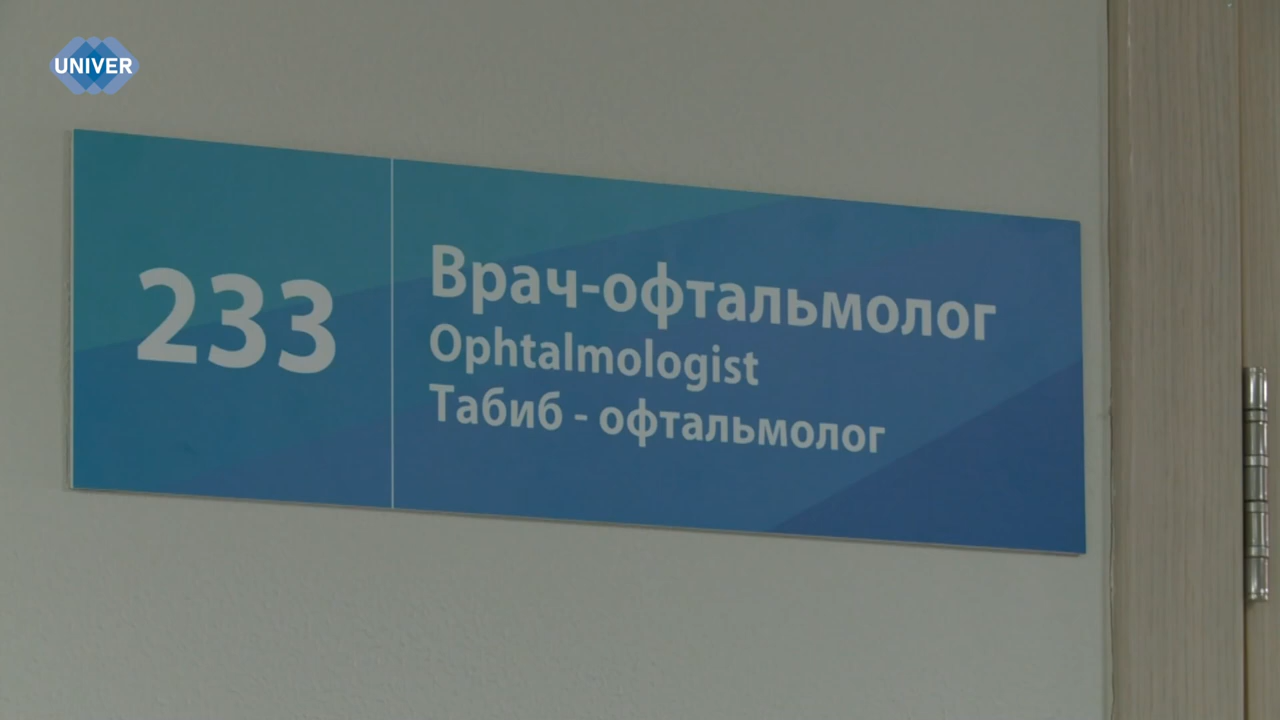 UNIVER
233
Врач-офтальмолог
Ophtalmologist
Табиб - офтальмолог